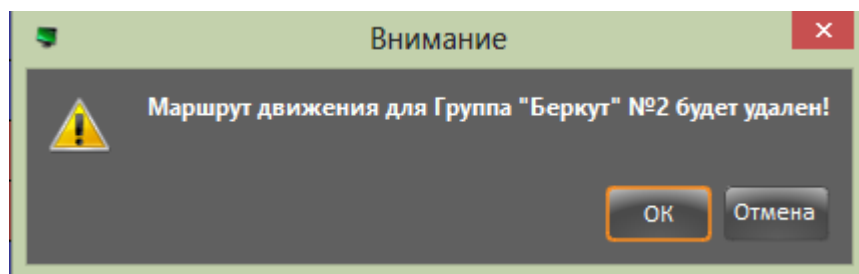 Внимание
Маршрут движения для Группа "Беркут" №2 будет удален!
ОК
Отмена